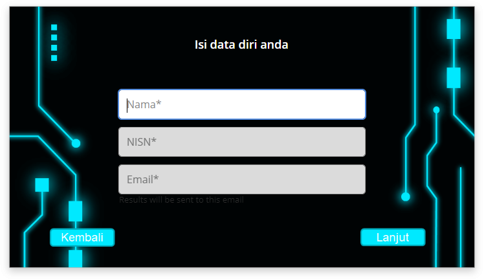 Isi data diri anda
Nama*
NISN*
Email*
Results will be sent to this email
Kembali
Lanjut